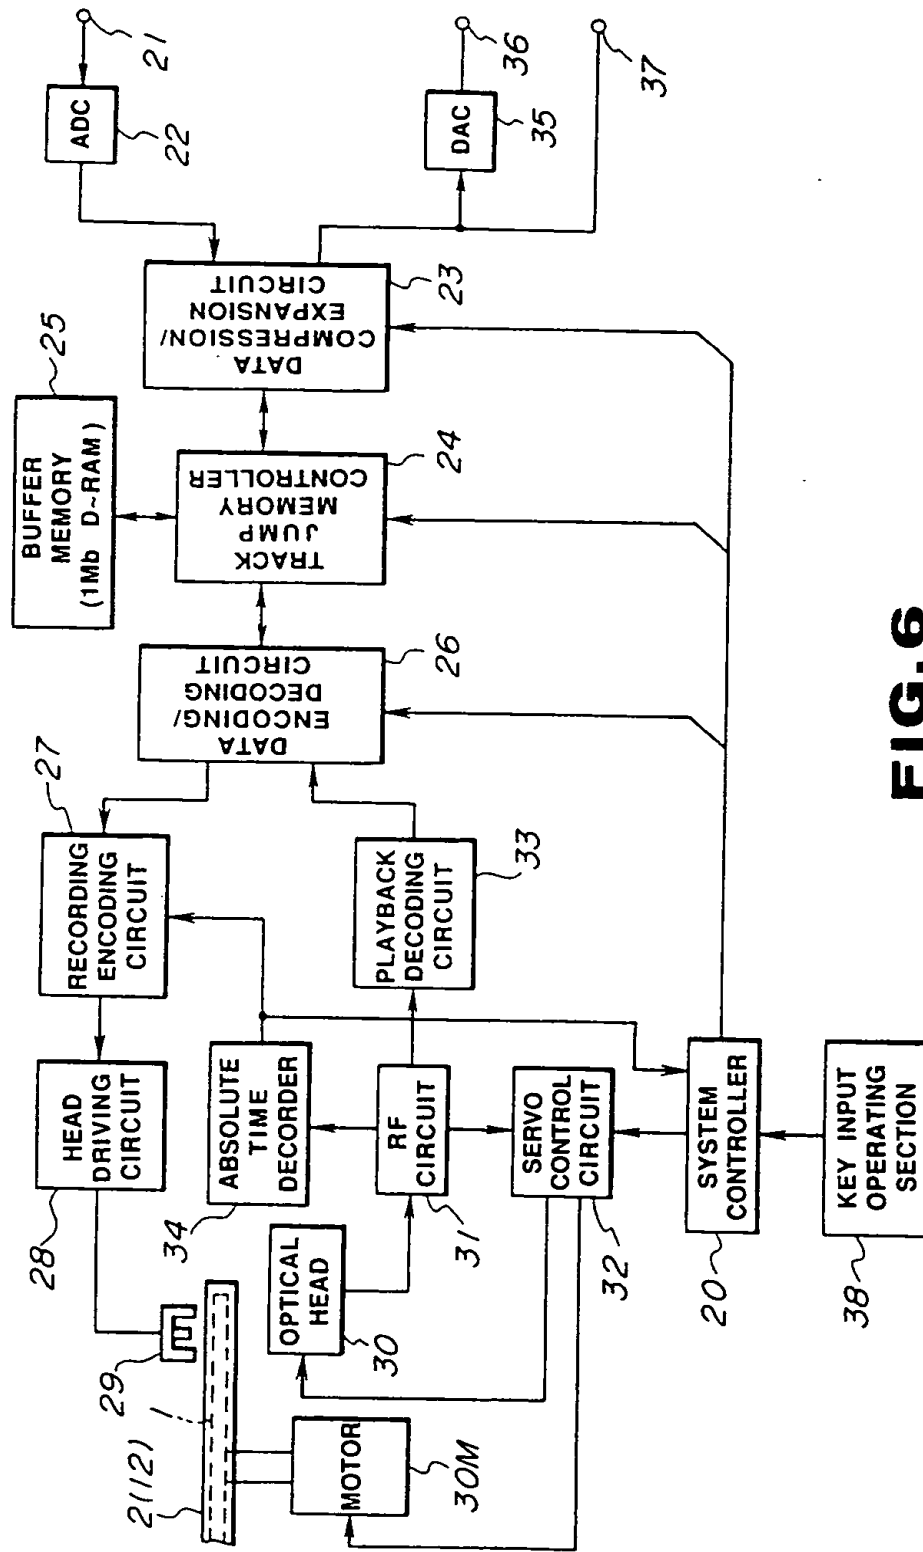 21
ADC
22
36
DAC
35
37
DATA
COMPRESSION/
EXPANSION
CIRCUIT
23
BUFFER
MEMORY
(1Mb D~RAM)
25
TRACK
JUMP
MEMORY
CONTROLLER
24
DATA
ENCODING/
DECODING
CIRCUIT
26
RECORDING
ENCODING
CIRCUIT
27
PLAYBACK
DECODING
CIRCUIT
33
HEAD
DRIVING
CIRCUIT
28
ABSOLUTE
TIME
DECORDER
34
RF
CIRCUIT
31
SERVO
CONTROL
CIRCUIT
32
SYSTEM
CONTROLLER
20
KEY INPUT
OPERATING
SECTION
38
OPTICAL
HEAD
30
29
1
2(12)
MOTOR
30M
FIG.6